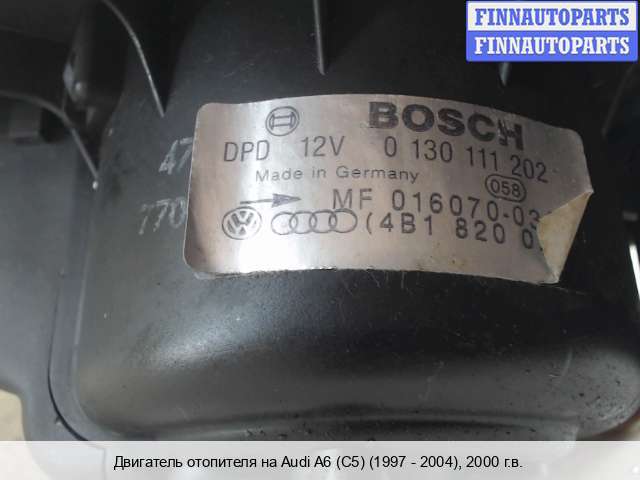 FINNAUTOPARTS
FINNAUTOPARTS
BOSCH
DPD 12V 0 130 111 202
Made in Germany
058
MF 016070-03
(4B1 820 0
47
770
Двигатель отопителя на Audi A6 (C5) (1997 - 2004), 2000 г.в.